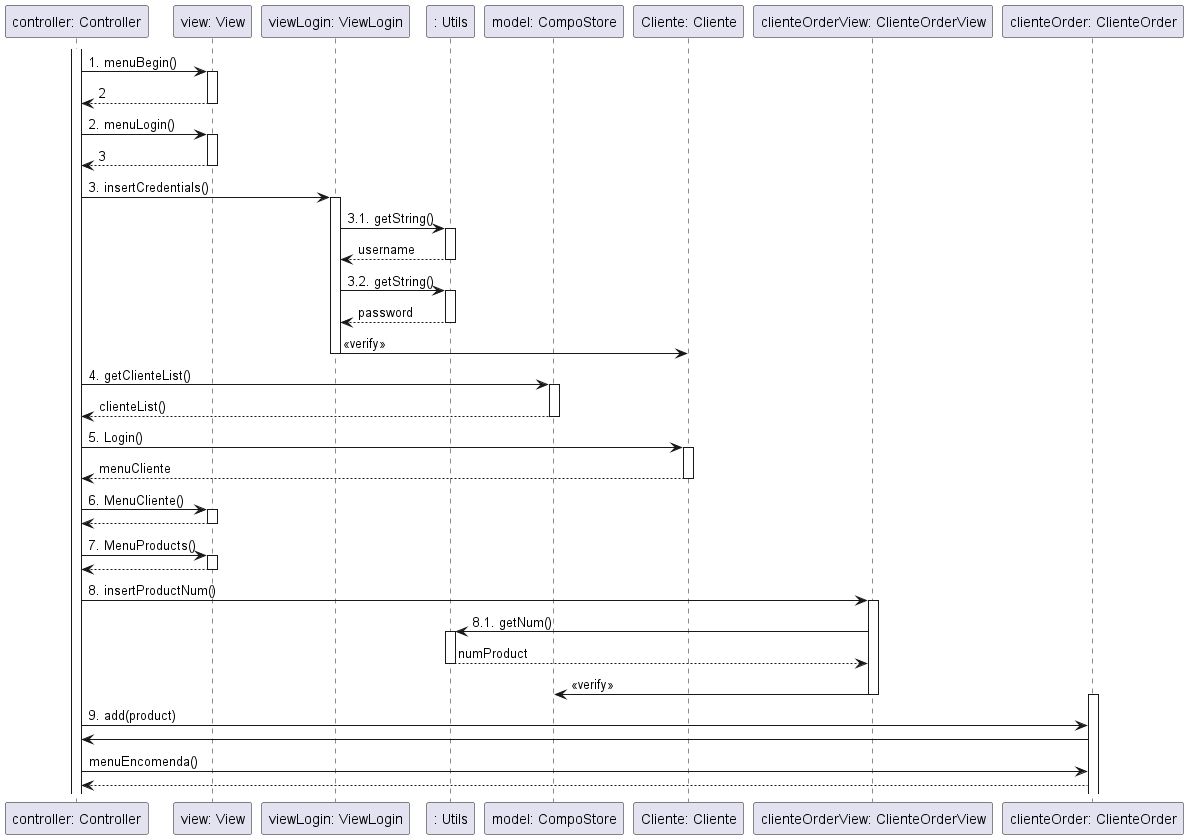 controller: Controller
view: View
viewLogin: ViewLogin
: Utils
model: CompoStore
Cliente: Cliente
clienteOrderView: ClienteOrderView
clienteOrder: ClienteOrder
1. menuBegin()
2
2. menuLogin()
3
3. insertCredentials()
3.1. getString()
username
3.2. getString()
password
«verify»
4. getClienteList()
clienteList()
5. Login()
menuCliente
6. MenuCliente()
7. MenuProducts()
8. insertProductNum()
8.1. getNum()
numProduct
«verify»
9. add(product)
menuEncomenda()
controller: Controller
view: View
viewLogin: ViewLogin
: Utils
model: CompoStore
Cliente: Cliente
clienteOrderView: ClienteOrderView
clienteOrder: ClienteOrder